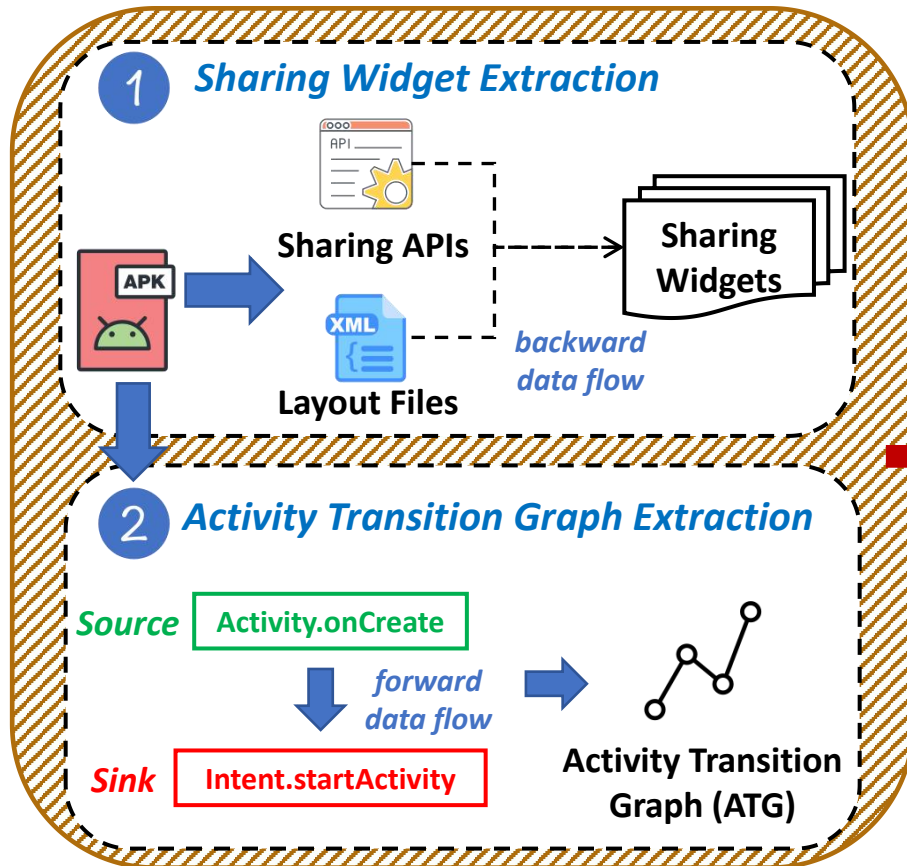 1
Sharing Widget Extraction
API
Sharing APIs
APK
XML
Layout Files
backward
data flow
Sharing
Widgets
2
Activity Transition Graph Extraction
Source
Activity.onCreate
forward
data flow
Sink
Intent.startActivity
Activity Transition
Graph (ATG)